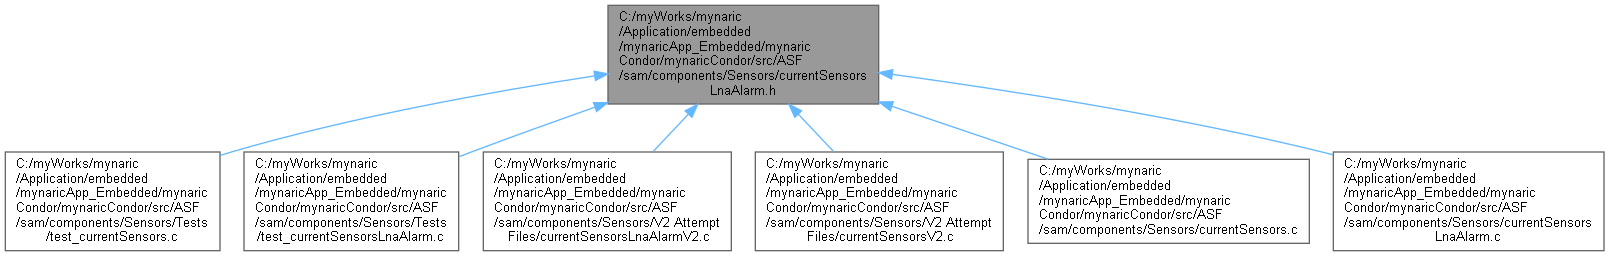 C:/myWorks/mynaric
/Application/embedded
/mynaricApp_Embedded/mynaric
Condor/mynaricCondor/src/ASF
/sam/components/Sensors/currentSensors
LnaAlarm.h
C:/myWorks/mynaric
/Application/embedded
/mynaricApp_Embedded/mynaric
Condor/mynaricCondor/src/ASF
/sam/components/Sensors/Tests
/test_currentSensors.c
C:/myWorks/mynaric
/Application/embedded
/mynaricApp_Embedded/mynaric
Condor/mynaricCondor/src/ASF
/sam/components/Sensors/Tests
/test_currentSensorsLnaAlarm.c
C:/myWorks/mynaric
/Application/embedded
/mynaricApp_Embedded/mynaric
Condor/mynaricCondor/src/ASF
/sam/components/Sensors/V2 Attempt
Files/currentSensorsLnaAlarmV2.c
C:/myWorks/mynaric
/Application/embedded
/mynaricApp_Embedded/mynaric
Condor/mynaricCondor/src/ASF
/sam/components/Sensors/V2 Attempt
Files/currentSensorsV2.c
C:/myWorks/mynaric
/Application/embedded
/mynaricApp_Embedded/mynaric
Condor/mynaricCondor/src/ASF
/sam/components/Sensors/currentSensors.c
C:/myWorks/mynaric
/Application/embedded
/mynaricApp_Embedded/mynaric
Condor/mynaricCondor/src/ASF
/sam/components/Sensors/currentSensors
LnaAlarm.c